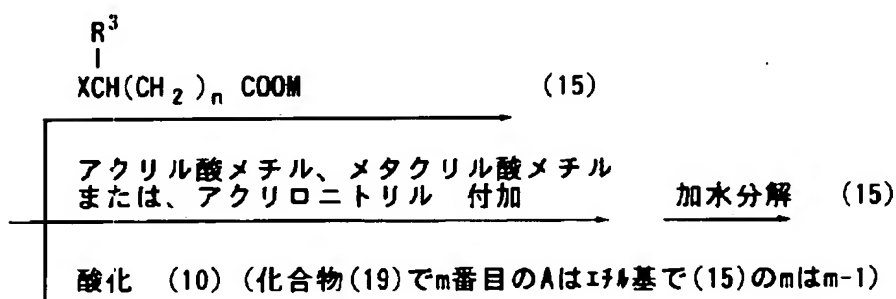 R³
XCH(CH₂)ₙ COOM (15)
アクリル酸メチル、メタクリル酸メチル
または、アクリロニトリル 付加 加水分解 (15)
酸化 (10) (化合物(19)でm番目のAはｴﾁﾙ基で(15)のmはm-1)